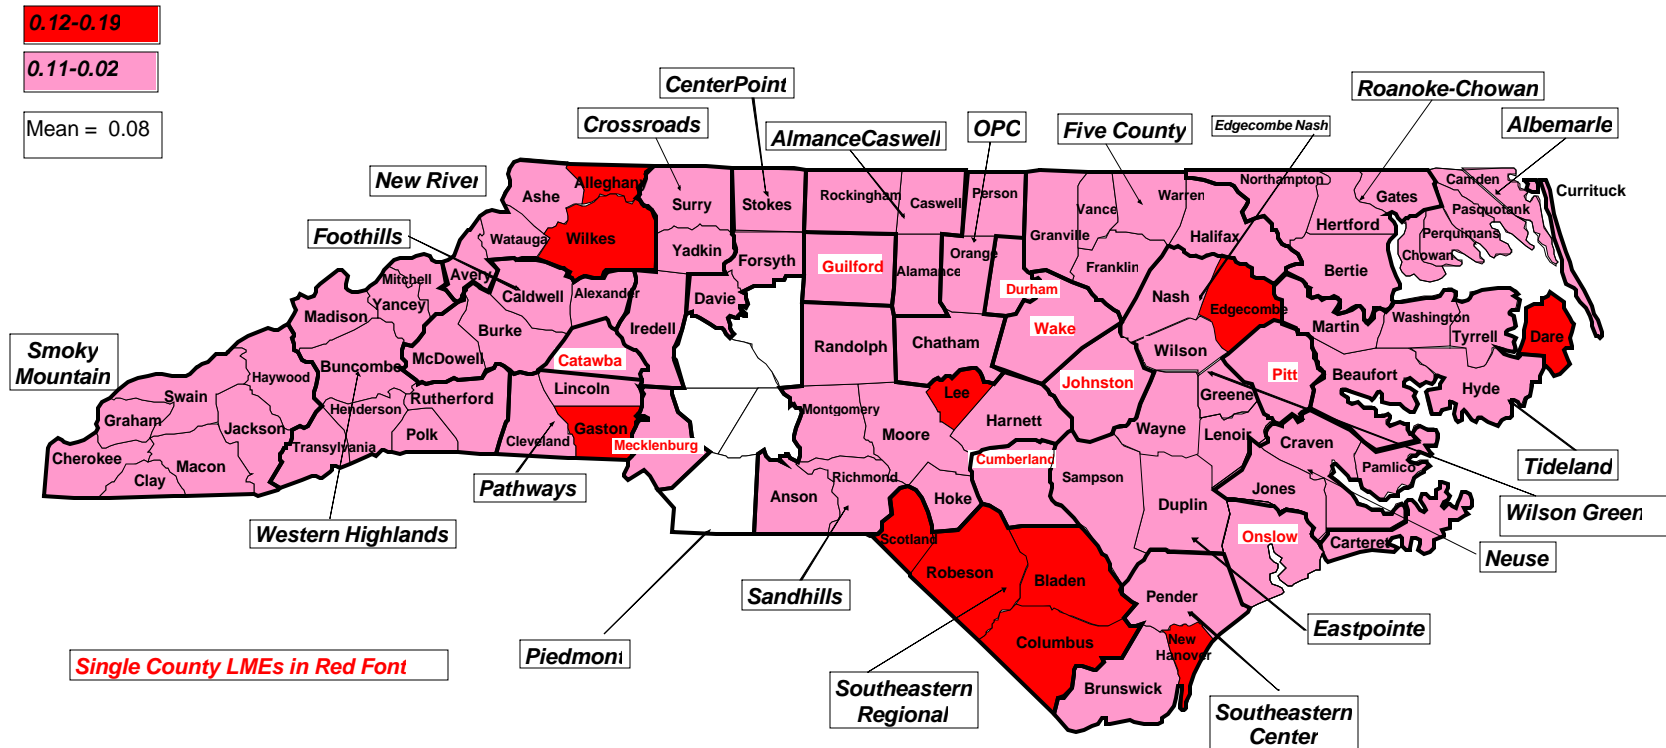 0.12-0.19
0.11-0.02
Mean = 0.08
CenterPoint
Crossroads
AlmanceCaswell
OPC
Five County
Edgecombe Nash
Roanoke-Chowan
Albemarle
New River
Foothills
Smoky
Mountain
Ashe
Alleghany
Surry
Stokes
Rockingham
Caswell
Person
Vance
Warren
Northampton
Gates
Camden
Currituck
Pasquotank
Perquimans
Chowan
Hertford
Halifax
Granville
Watauga
Wilkes
Yadkin
Forsyth
Guilford
Alamance
Orange
Durham
Franklin
Bertie
Mitchell
Avery
Yancey
Caldwell
Alexander
Davie
Nash
Edgecombe
Martin
Washington
Tyrrell
Dare
Madison
Burke
Iredell
Randolph
Chatham
Wake
Wilson
McDowell
Catawba
Buncombe
Haywood
Swain
Lincoln
Lee
Johnston
Pitt
Beaufort
Hyde
Greene
Graham
Jackson
Henderson
Rutherford
Polk
Transylvania
Cleveland
Gaston
Mecklenburg
Montgomery
Moore
Harnett
Wayne
Lenoir
Craven
Pamlico
Cherokee
Macon
Clay
Cumberland
Sampson
Richmond
Anson
Hoke
Duplin
Jones
Carteret
Onslow
Tideland
Pathways
Western Highlands
Wilson Green
Neuse
Scotland
Robeson
Bladen
Pender
Columbus
New
Hanover
Brunswick
Sandhills
Piedmont
Eastpointe
Southeastern
Regional
Southeastern
Center
Single County LMEs in Red Font